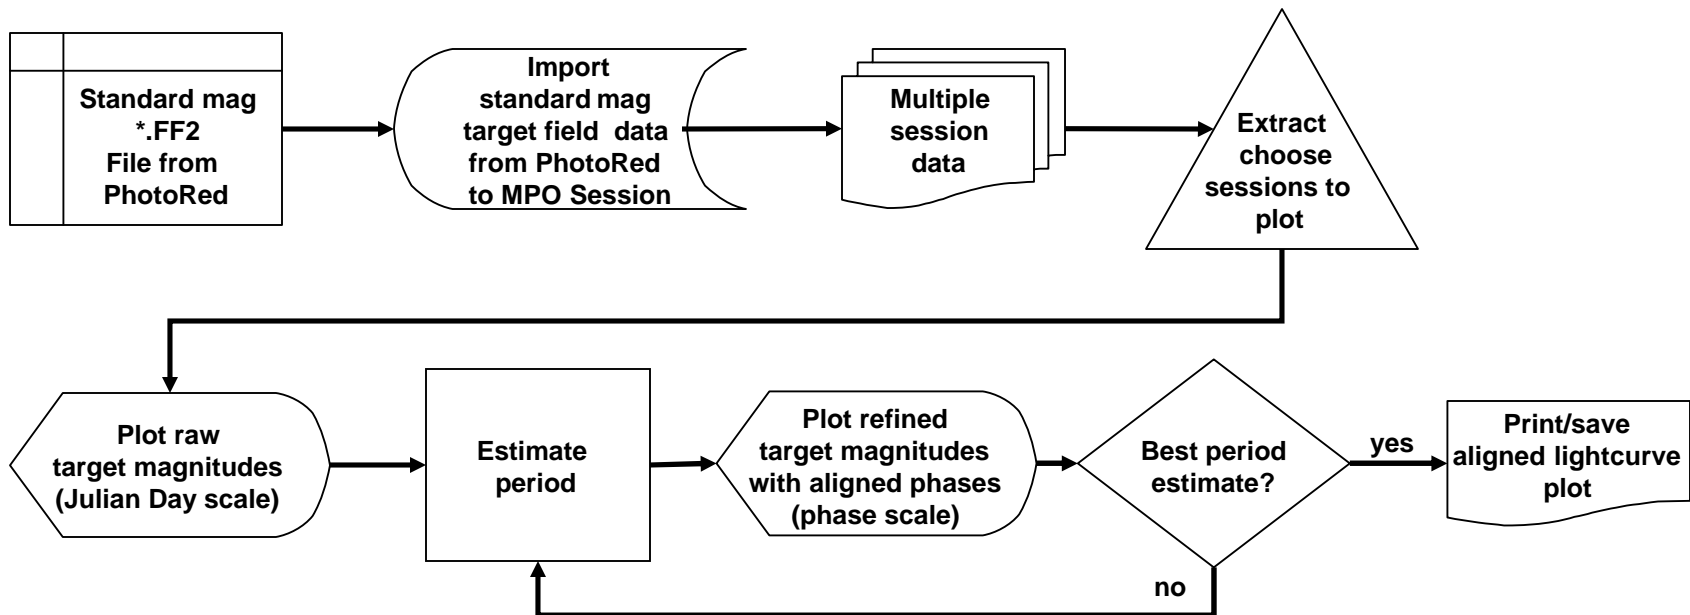 Standard mag
*.FF2
File from
PhotoRed
Import
standard mag
target field data
from PhotoRed
to MPO Session
Multiple
session
data
Extract
choose
sessions to
plot
Plot raw
target magnitudes
(Julian Day scale)
Estimate
period
Plot refined
target magnitudes
with aligned phases
(phase scale)
Best period
estimate?
yes
no
Print/save
aligned lightcurve
plot